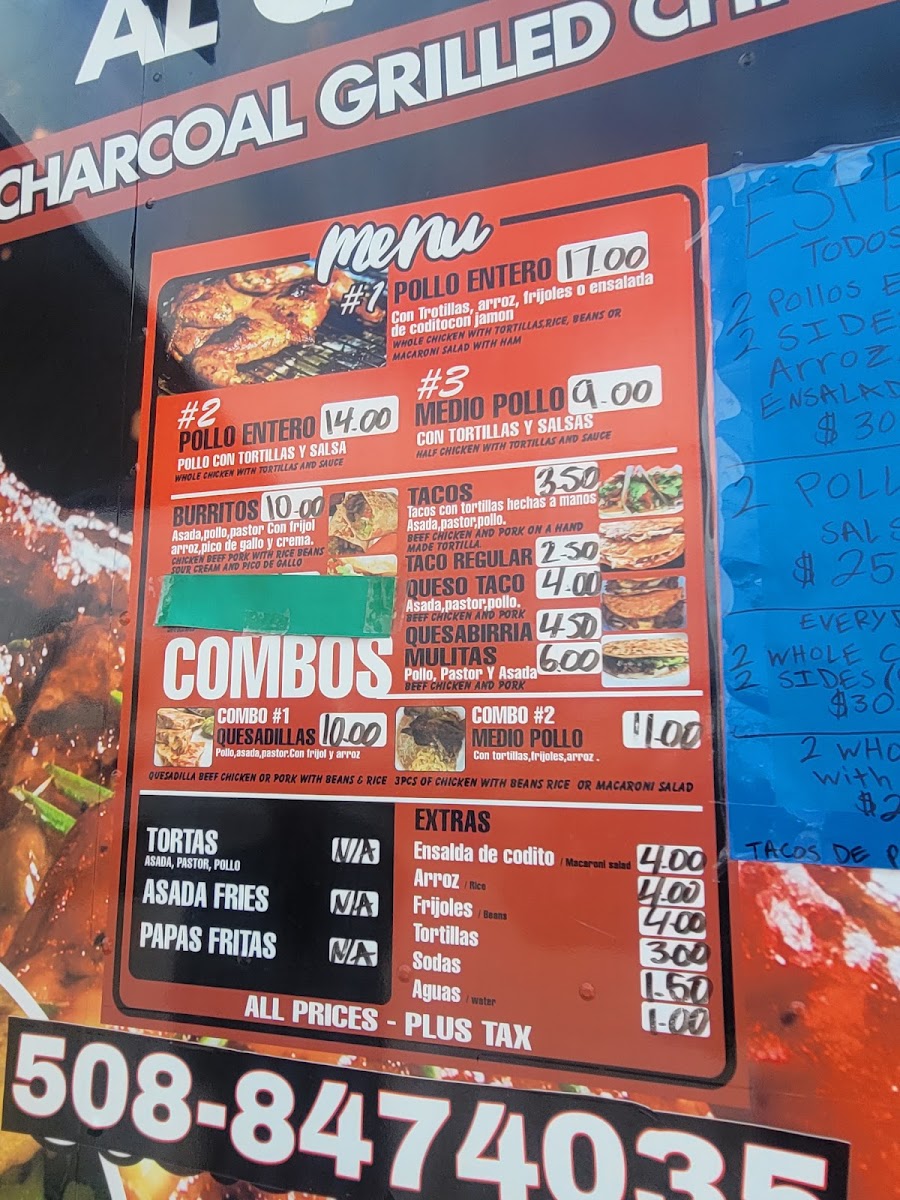 AL
CHARCOAL GRILLED
menu
#1
POLLO ENTERO 17.00
Con Trotillas, arroz, frijoles o ensalada
de coditocon jamon
WHOLE CHICKEN WITH TORTILLAS,RICE, BEANS OR
MACARONI SALAD WITH HAM
#2
POLLO ENTERO 14.00
POLLO CON TORTILLAS Y SALSA
WHOLE CHICKEN WITH TORTILLAS AND SAUCE
#3
MEDIO POLLO 9.00
CON TORTILLAS Y SALSAS
HALF CHICKEN WITH TORTILLAS AND SAUCE
BURRITOS 10.00
Asada,pollo,pastor Con frijol
arroz,pico de gallo y crema.
CHICKEN BEEF PORK WITH RICE BEANS
SOUR CREAM AND PICO DE GALLO
TACOS 3.50
Tacos con tortillas hechas a manos
Asada,pastor,pollo.
BEEF CHICKEN AND PORK ON A HAND
MADE TORTILLA.
TACO REGULAR 2.50
QUESO TACO 4.00
Asada,pastor,pollo.
BEEF CHICKEN AND PORK
QUESABIRRIA 4.50
MULITAS 6.00
Pollo, Pastor Y Asada
BEEF CHICKEN AND PORK
COMBOS
COMBO #1
QUESADILLAS 10.00
Pollo,asada,pastor.Con frijol y arroz
QUESADILLA BEEF CHICKEN OR PORK WITH BEANS & RICE
COMBO #2
MEDIO POLLO 11.00
Con tortillas,frijoles,arroz .
3PCS OF CHICKEN WITH BEANS RICE OR MACARONI SALAD
TORTAS N/A
ASADA, PASTOR, POLLO
ASADA FRIES N/A
PAPAS FRITAS N/A
EXTRAS
Ensalda de codito / Macaroni salad 4.00
Arroz / Rice 4.00
Frijoles / Beans 4.00
Tortillas 3.00
Sodas 1.50
Aguas / water 1.00
ALL PRICES - PLUS TAX
508-8474035
TODOS
2 Pollos E
2 SIDE
Arroz
ENSALAD
$ 30
2 POLL
SALS
$ 25
EVERY
2 WHOLE C
2 SIDES (
$30
2 WHO
with
$2
TACOS DE P